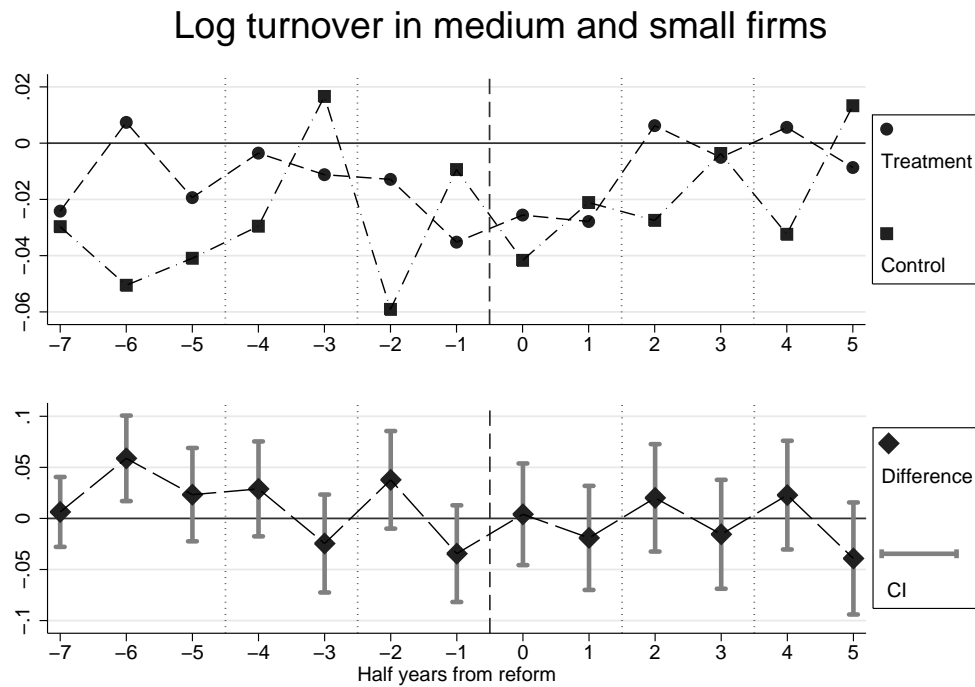 Log turnover in medium and small firms
.02
0
-.02
-.04
-.06
−7 −6 −5 −4 −3 −2 −1 0 1 2 3 4 5
Treatment
Control
.1
.05
0
-.05
-.1
−7 −6 −5 −4 −3 −2 −1 0 1 2 3 4 5
Half years from reform
Difference
CI